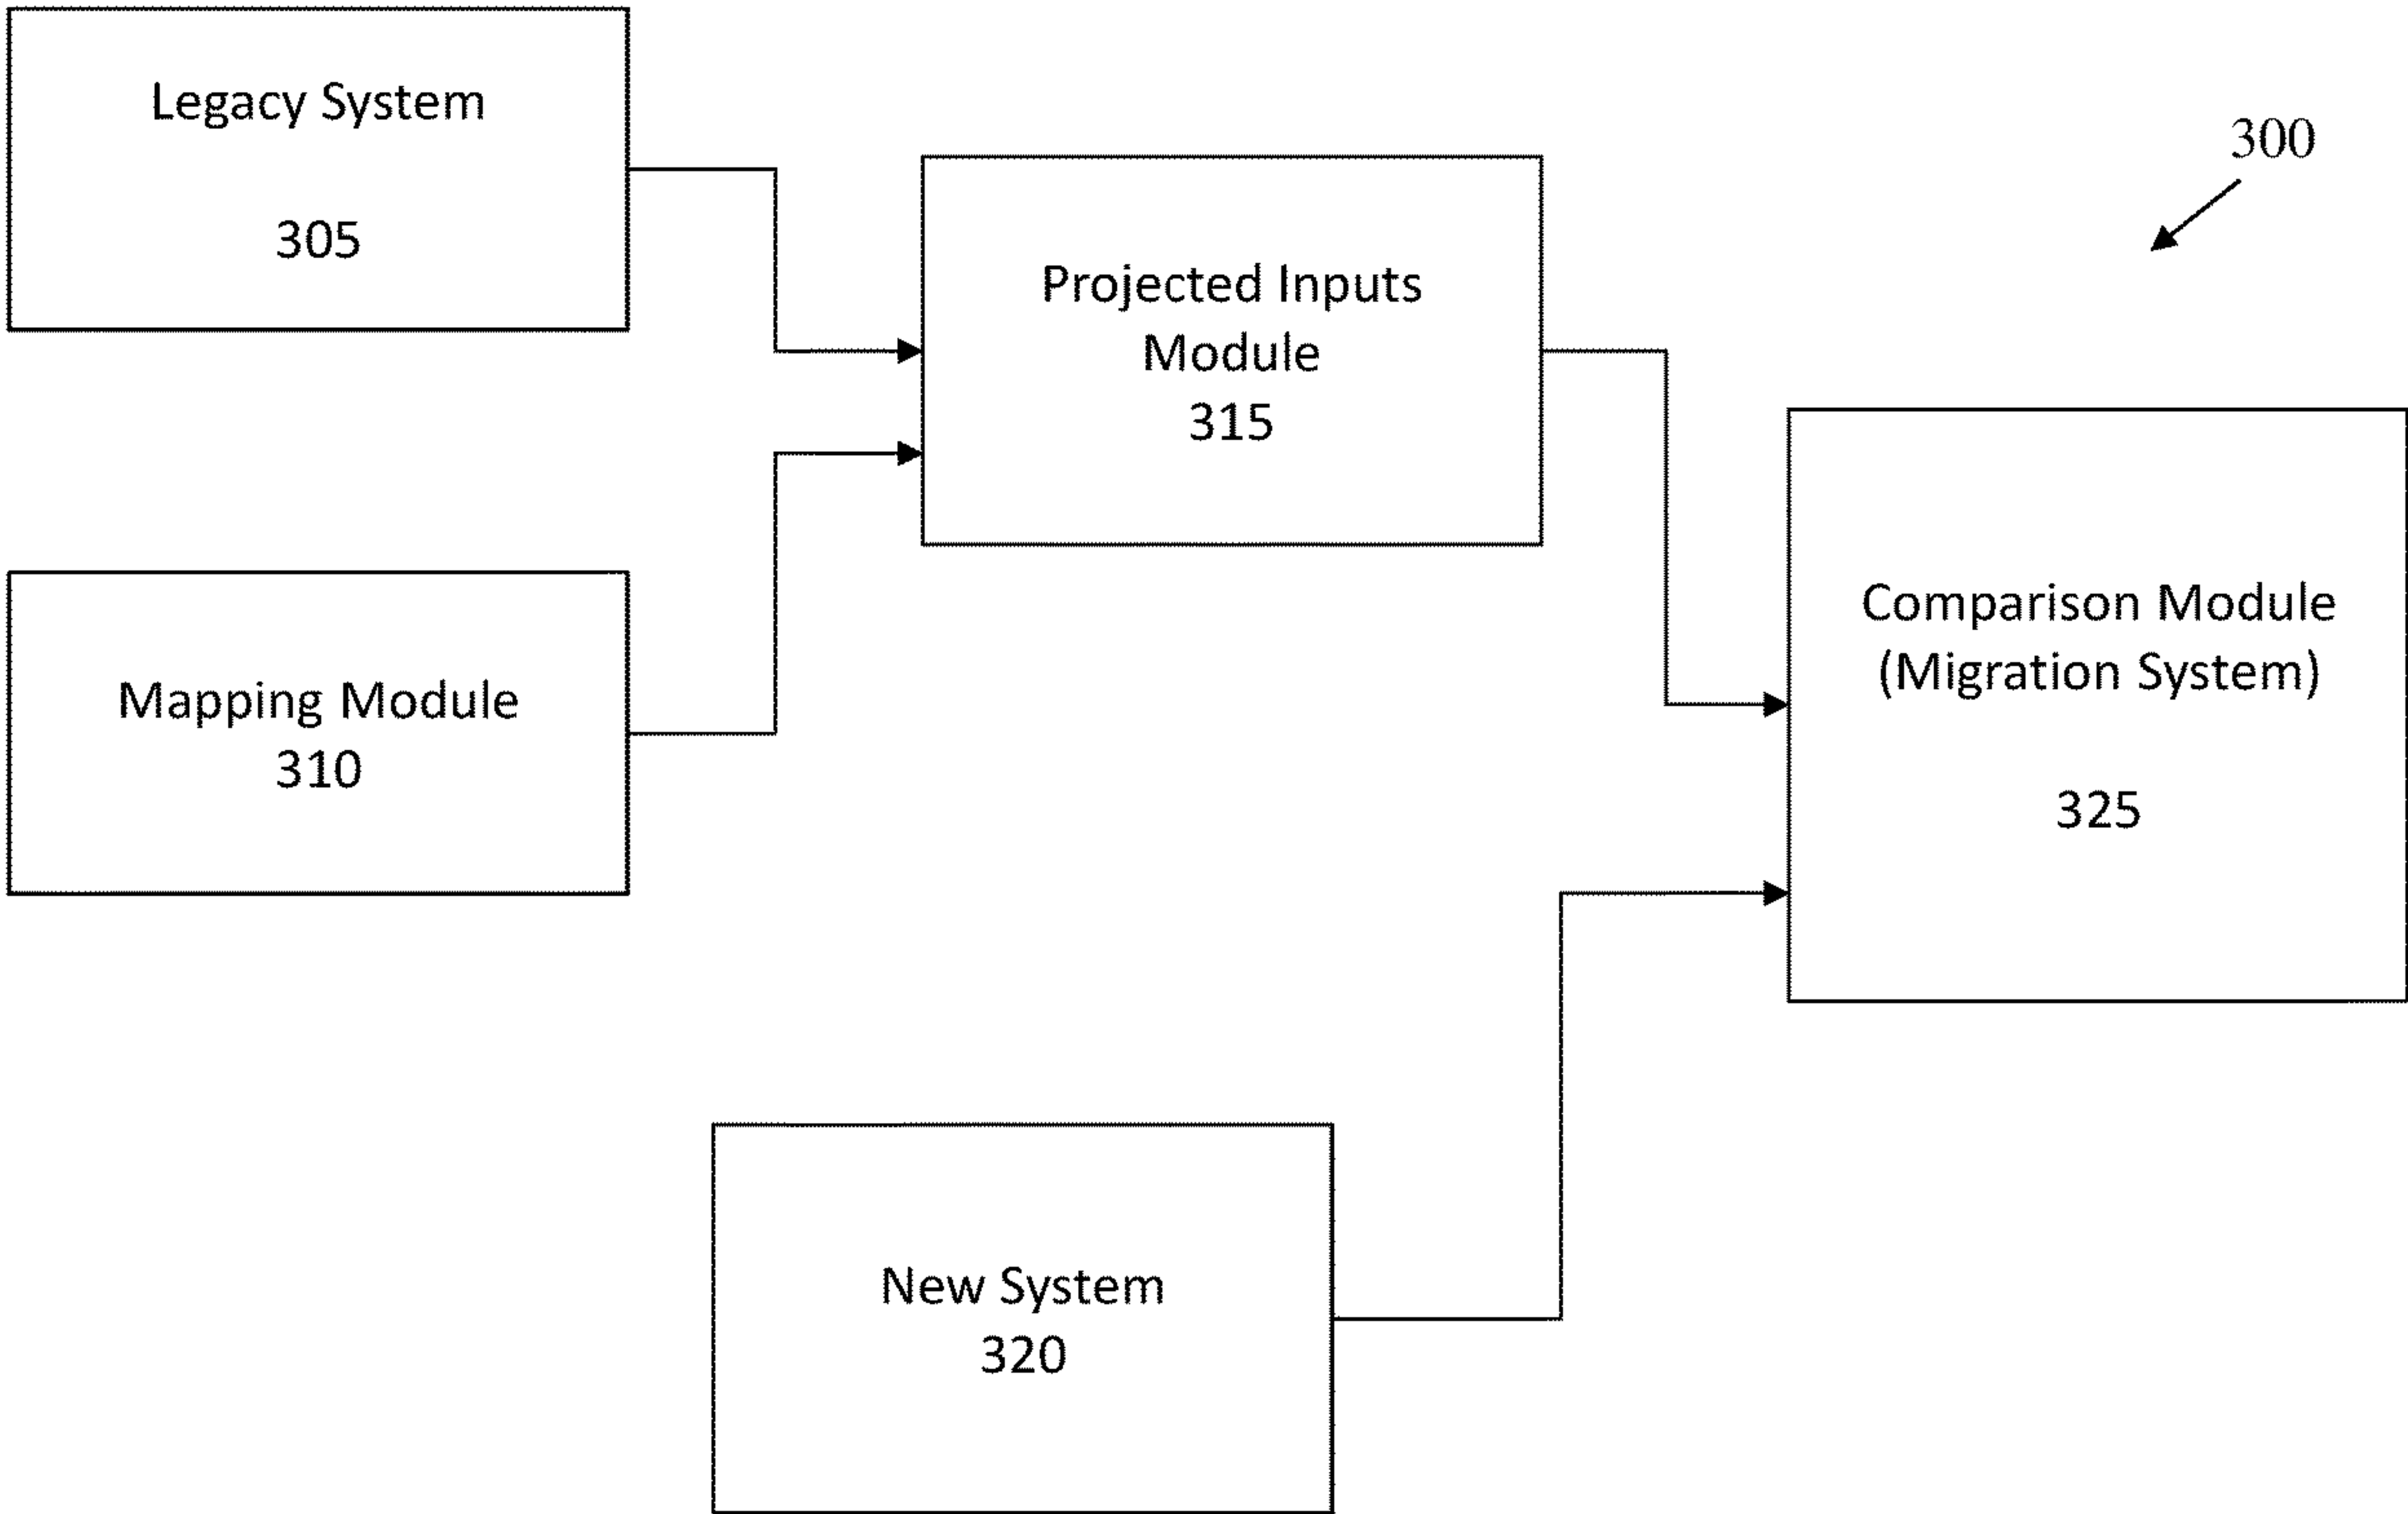 Legacy System
305
300
Projected Inputs
Module
315
Mapping Module
310
Comparison Module
(Migration System)
325
New System
320